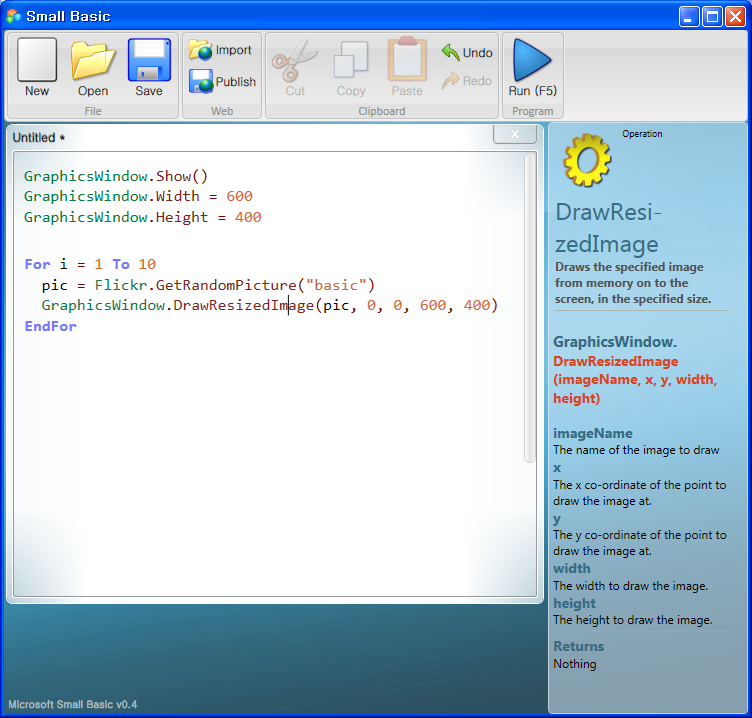 Small Basic
New
Open
Save
File
Import
Publish
Web
Cut
Copy
Paste
Undo
Redo
Clipboard
Run (F5)
Program
Untitled *
x
GraphicsWindow.Show()
GraphicsWindow.Width = 600
GraphicsWindow.Height = 400
For i = 1 To 10
pic = Flickr.GetRandomPicture("basic")
GraphicsWindow.DrawResizedImage(pic, 0, 0, 600, 400)
EndFor
Operation
DrawResi-
zedImage
Draws the specified image
from memory on to the
screen, in the specified size.
GraphicsWindow.
DrawResizedImage
(imageName, x, y, width,
height)
imageName
The name of the image to draw
x
The x co-ordinate of the point to
draw the image at.
y
The y co-ordinate of the point to
draw the image at.
width
The width to draw the image.
height
The height to draw the image.
Returns
Nothing
Microsoft Small Basic v0.4